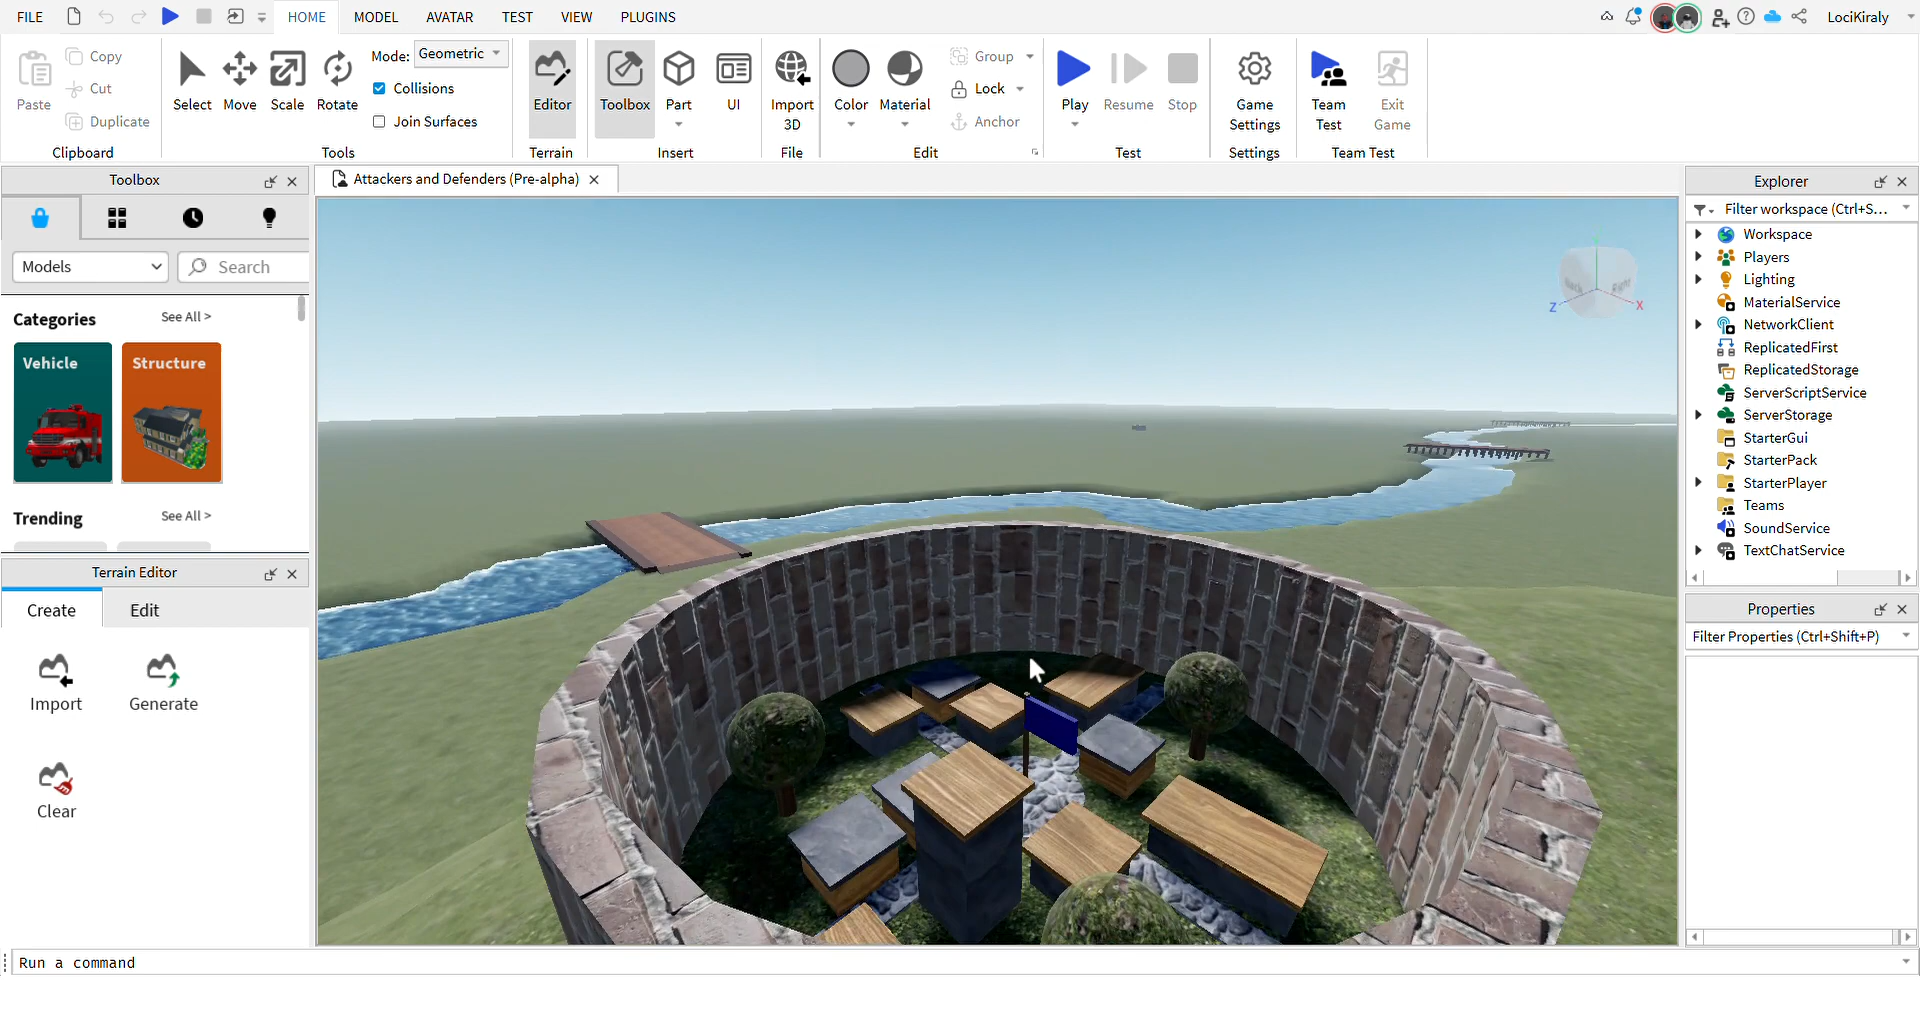 FILE HOME MODEL AVATAR TEST VIEW PLUGINS LociKiraly
Paste
Copy
Cut
Duplicate
Clipboard
Select Move Scale Rotate
Mode: Geometric
Collisions
Join Surfaces
Tools
Editor
Terrain
Toolbox Part UI
Insert
Import
3D
File
Color Material
Group
Lock
Anchor
Edit
Play Resume Stop
Test
Game
Settings
Settings
Team
Test
Exit
Game
Team Test
Toolbox
Models Search
Categories See All >
Vehicle Structure
Trending See All >
Terrain Editor
Create Edit
Import Generate
Clear
Attackers and Defenders (Pre-alpha)
Back Right
Y
Z X
Explorer
Filter workspace (Ctrl+S...
Workspace
Players
Lighting
MaterialService
NetworkClient
ReplicatedFirst
ReplicatedStorage
ServerScriptService
ServerStorage
StarterGui
StarterPack
StarterPlayer
Teams
SoundService
TextChatService
Properties
Filter Properties (Ctrl+Shift+P)
Run a command